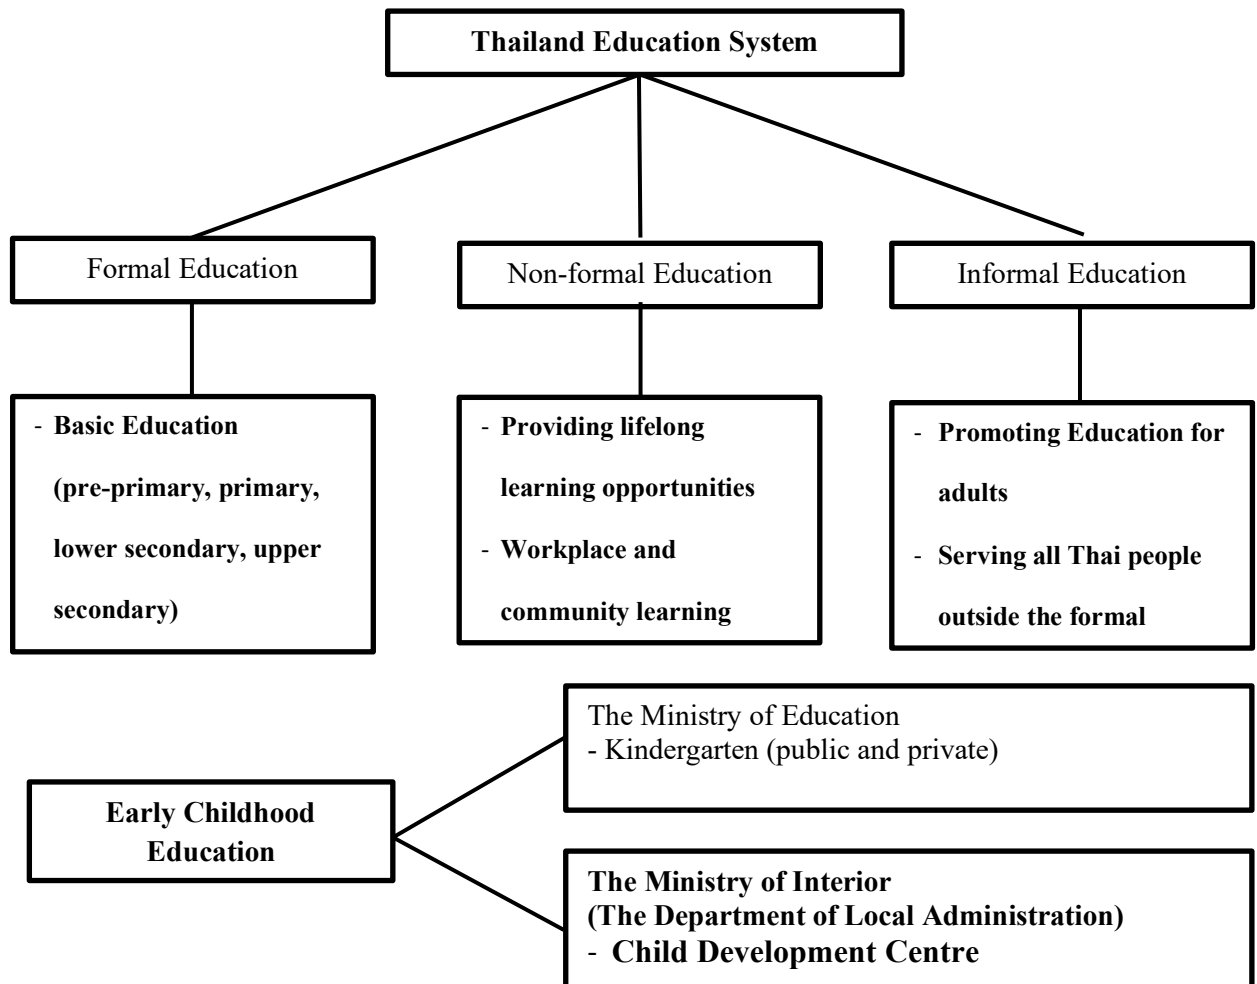 Thailand Education System
Formal Education
Non-formal Education
Informal Education
- Basic Education
(pre-primary, primary,
lower secondary, upper
secondary)
- Providing lifelong
learning opportunities
- Workplace and
community learning
- Promoting Education for
adults
- Serving all Thai people
outside the formal
Early Childhood
Education
The Ministry of Education
- Kindergarten (public and private)
The Ministry of Interior
(The Department of Local Administration)
- Child Development Centre